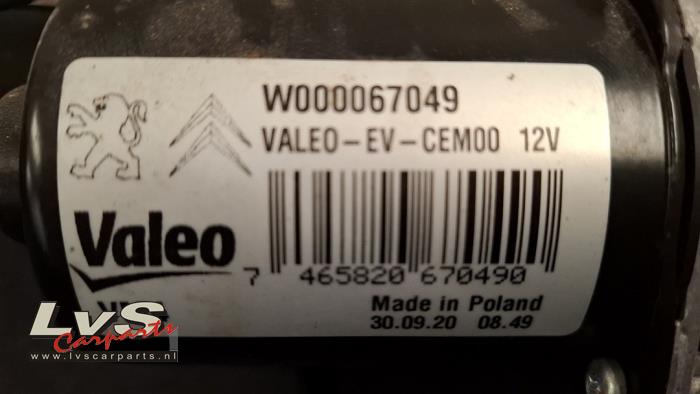 W000067049
VALEO-EV-CEM00 12V
Valeo
7 465820 670490
Made in Poland
30.09.20 08.49
LvS
Carparts
www.lvscarparts.nl